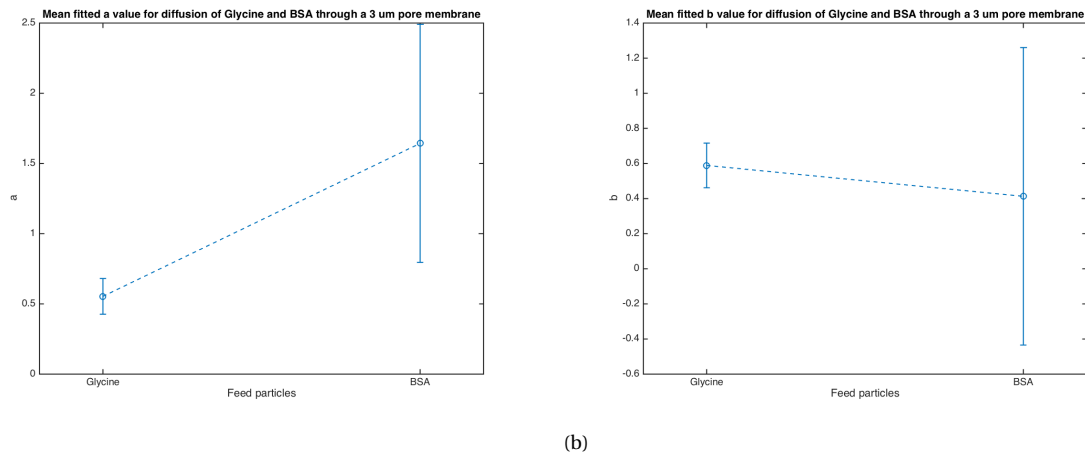 Mean fitted a value for diffusion of Glycine and BSA through a 3 um pore membrane
2.5
2
1.5
1
0.5
0
a
Glycine
BSA
Feed particles
Mean fitted b value for diffusion of Glycine and BSA through a 3 um pore membrane
1.4
1.2
1
0.8
0.6
0.4
0.2
0
-0.2
-0.4
-0.6
b
Glycine
BSA
Feed particles
(b)